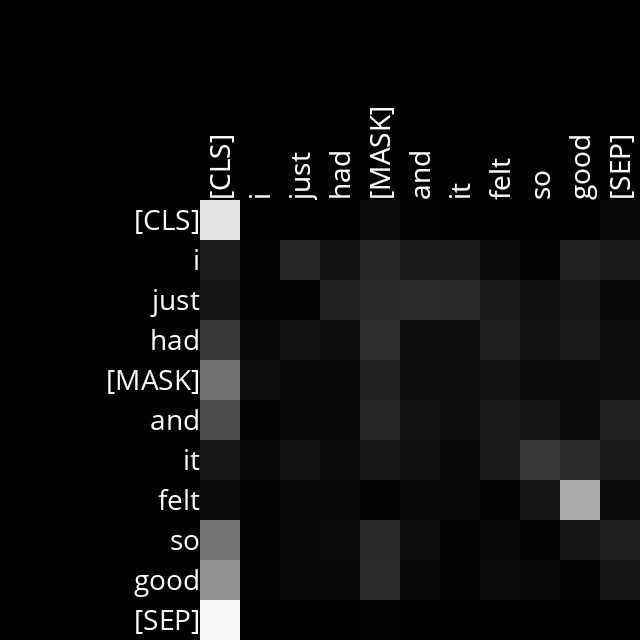 [CLS] i just had [MASK] and it felt so good [SEP]
[CLS]
i
just
had
[MASK]
and
it
felt
so
good
[SEP]